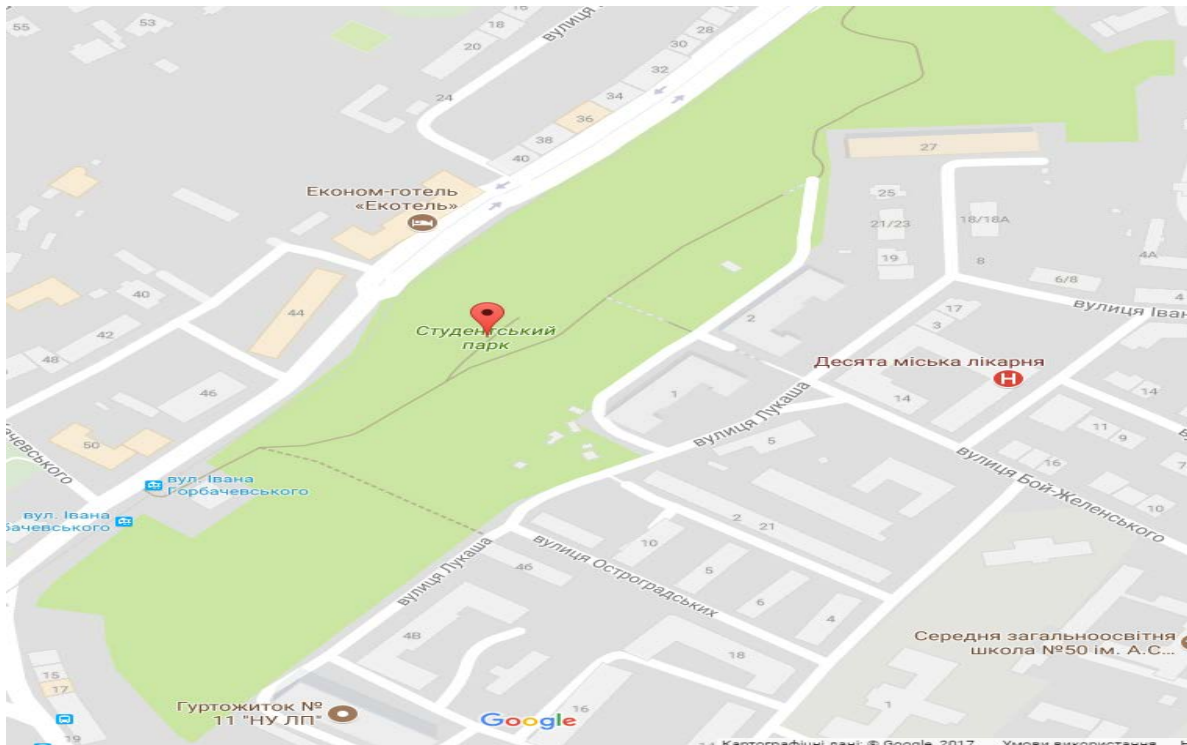 55
53
18
16
вулиця
20
28
30
32
34
24
36
38
40
27
Економ-готель
«Екотель»
25
21/23
18/18А
19
8
4А
6/8
4
вулиця Іван
40
44
42
48
46
50
Студентський
парк
2
17
3
Десята міська лікарня
H
14
14
1
вулиця Лукаша
5
11
9
16
7
10
вулиця Бой-Желенського
бачевського
вул. Івана
Горбачевського
вул. Івана
бачевського
2
21
10
5
6
4
46
вулиця Лукаша
вулиця Остроградських
48
18
Середня загальноосвітня
школа №50 ім. А.С...
15
17
19
Гуртожиток №
11 "НУ ЛП"
16
1
Google
Картографічні дані: © Google, 2017 Умови використання